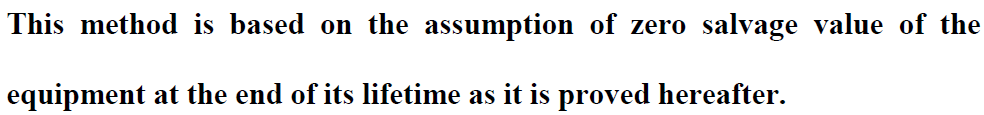 This method is based on the assumption of zero salvage value of the
equipment at the end of its lifetime as it is proved hereafter.